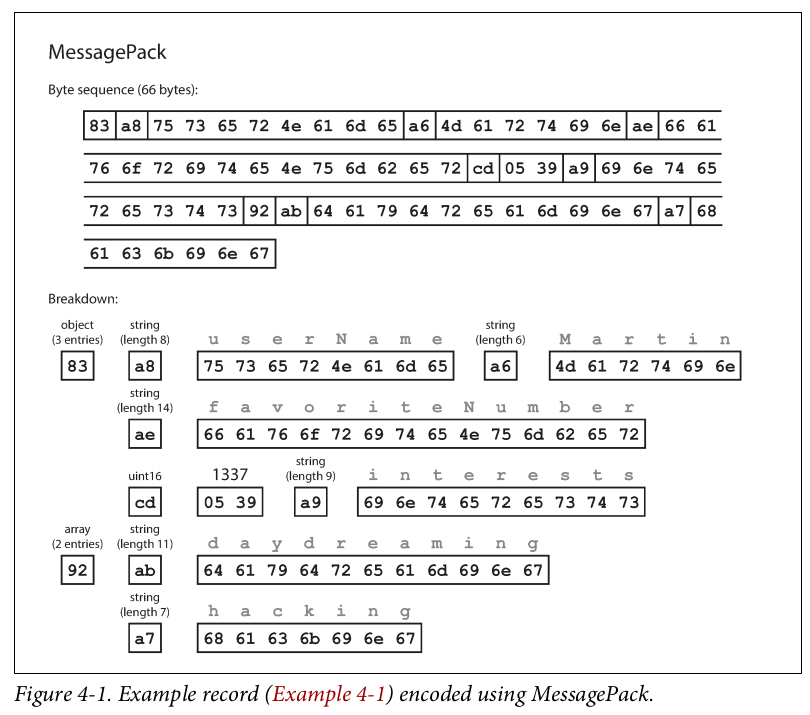 MessagePack
Byte sequence (66 bytes):
83 a8 75 73 65 72 4e 61 6d 65 a6 4d 61 72 74 69 6e ae 66 61
76 6f 72 69 74 65 4e 75 6d 62 65 72 cd 05 39 a9 69 6e 74 65
72 65 73 74 73 92 ab 64 61 79 64 72 65 61 6d 69 6e 67 a7 68
61 63 6b 69 6e 67
Breakdown:
object string string
(3 entries) (length 8) u s e r N a m e (length 6) M a r t i n
83 a8 75 73 65 72 4e 61 6d 65 a6 4d 61 72 74 69 6e
string
(length 14) f a v o r i t e N u m b e r
ae 66 61 76 6f 72 69 74 65 4e 75 6d 62 65 72
string
uint16 1337 (length 9) i n t e r e s t s
cd 05 39 a9 69 6e 74 65 72 65 73 74 73
array string
(2 entries) (length 11) d a y d r e a m i n g
92 ab 64 61 79 64 72 65 61 6d 69 6e 67
string
(length 7) h a c k i n g
a7 68 61 63 6b 69 6e 67
Figure 4-1. Example record (Example 4-1) encoded using MessagePack.